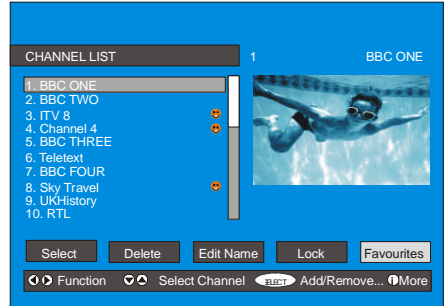 CHANNEL LIST
1 BBC ONE
1. BBC ONE
2. BBC TWO
3. ITV 8
4. Channel 4
5. BBC THREE
6. Teletext
7. BBC FOUR
8. Sky Travel
9. UKHistory
10. RTL
Select Delete Edit Name Lock Favourites
Function Select Channel SELECT Add/Remove... i More